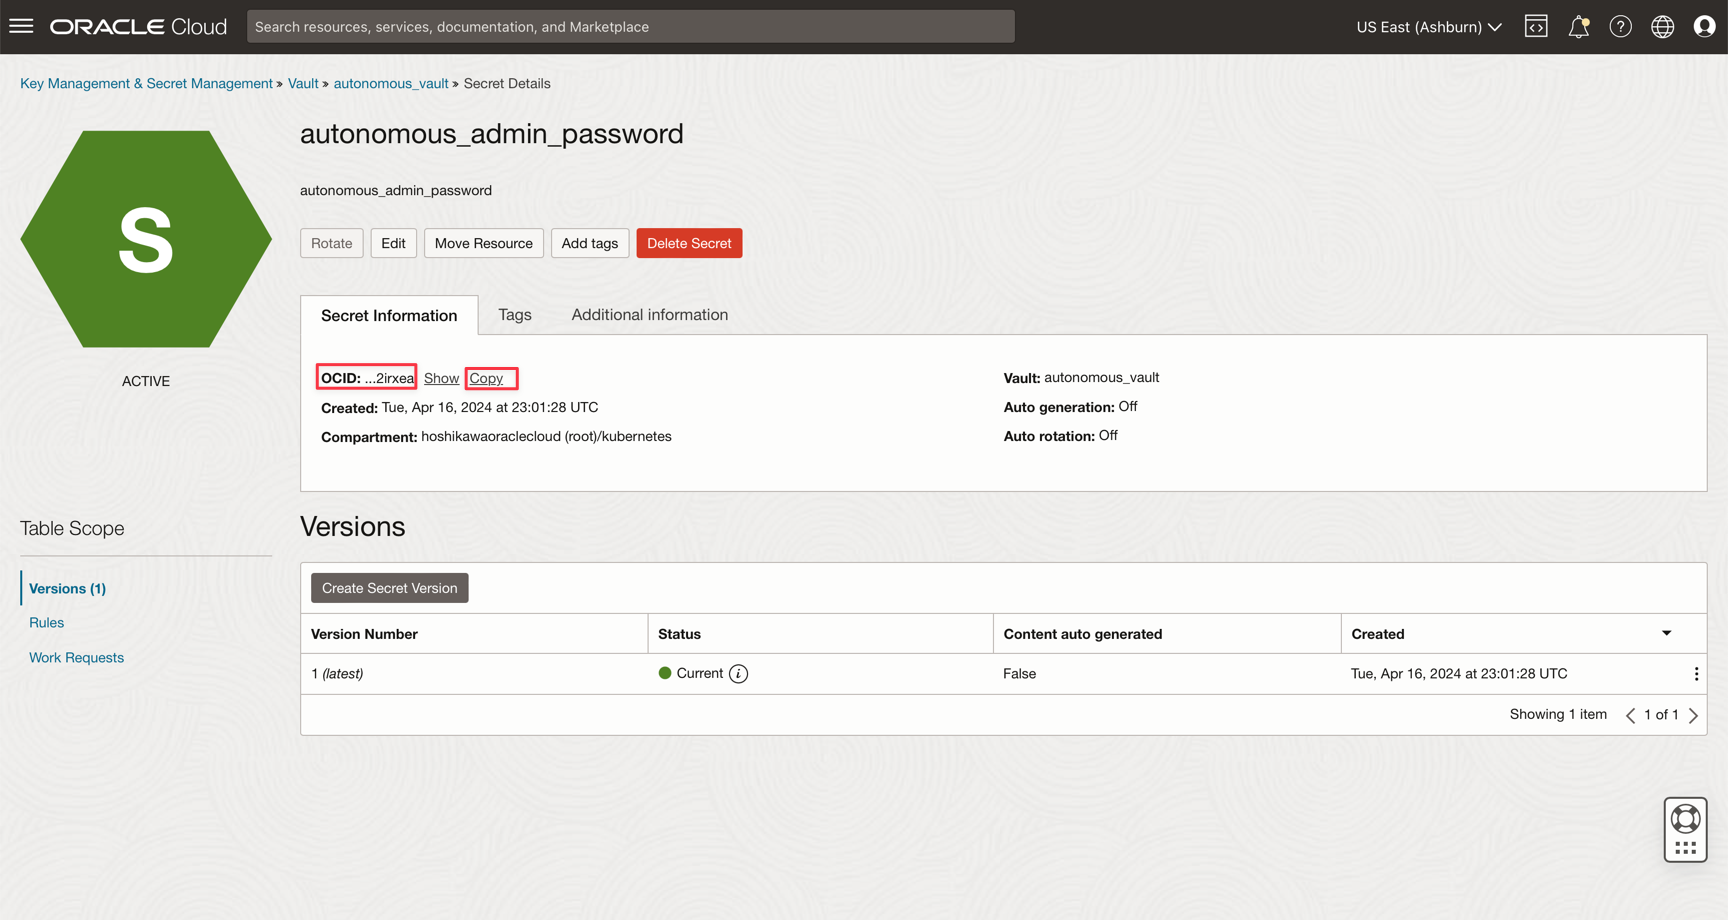 ORACLE Cloud
Search resources, services, documentation, and Marketplace
US East (Ashburn)
Key Management & Secret Management » Vault » autonomous_vault » Secret Details
S
ACTIVE
autonomous_admin_password
autonomous_admin_password
Rotate Edit Move Resource Add tags Delete Secret
Secret Information Tags Additional information
OCID: ...2irxea Show Copy
Created: Tue, Apr 16, 2024 at 23:01:28 UTC
Compartment: hoshikawaoraclecloud (root)/kubernetes
Vault: autonomous_vault
Auto generation: Off
Auto rotation: Off
Table Scope
Versions (1)
Rules
Work Requests
Versions
Create Secret Version
Version Number Status Content auto generated Created
1 (latest) Current i False Tue, Apr 16, 2024 at 23:01:28 UTC
Showing 1 item 1 of 1